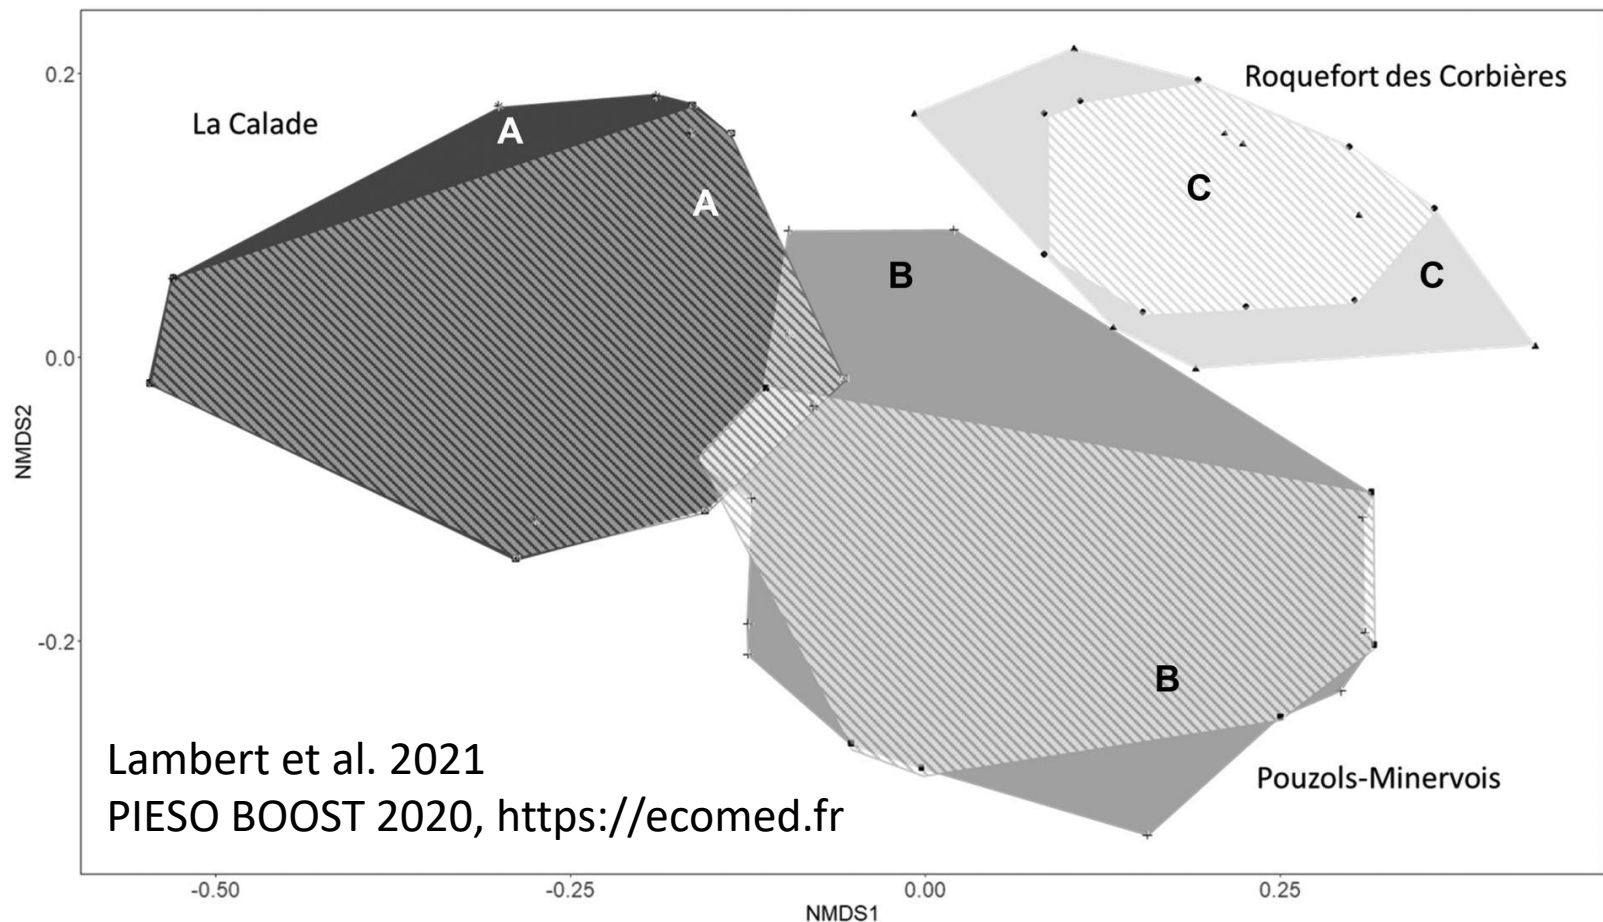 0.2
Roquefort des Corbières
La Calade
A
A
C
B
C
0.0
NMDS2
-0.2
B
Lambert et al. 2021
Pouzols-Minervois
PIESO BOOST 2020, https://ecomed.fr
-0.50
-0.25
0.00
0.25
NMDS1